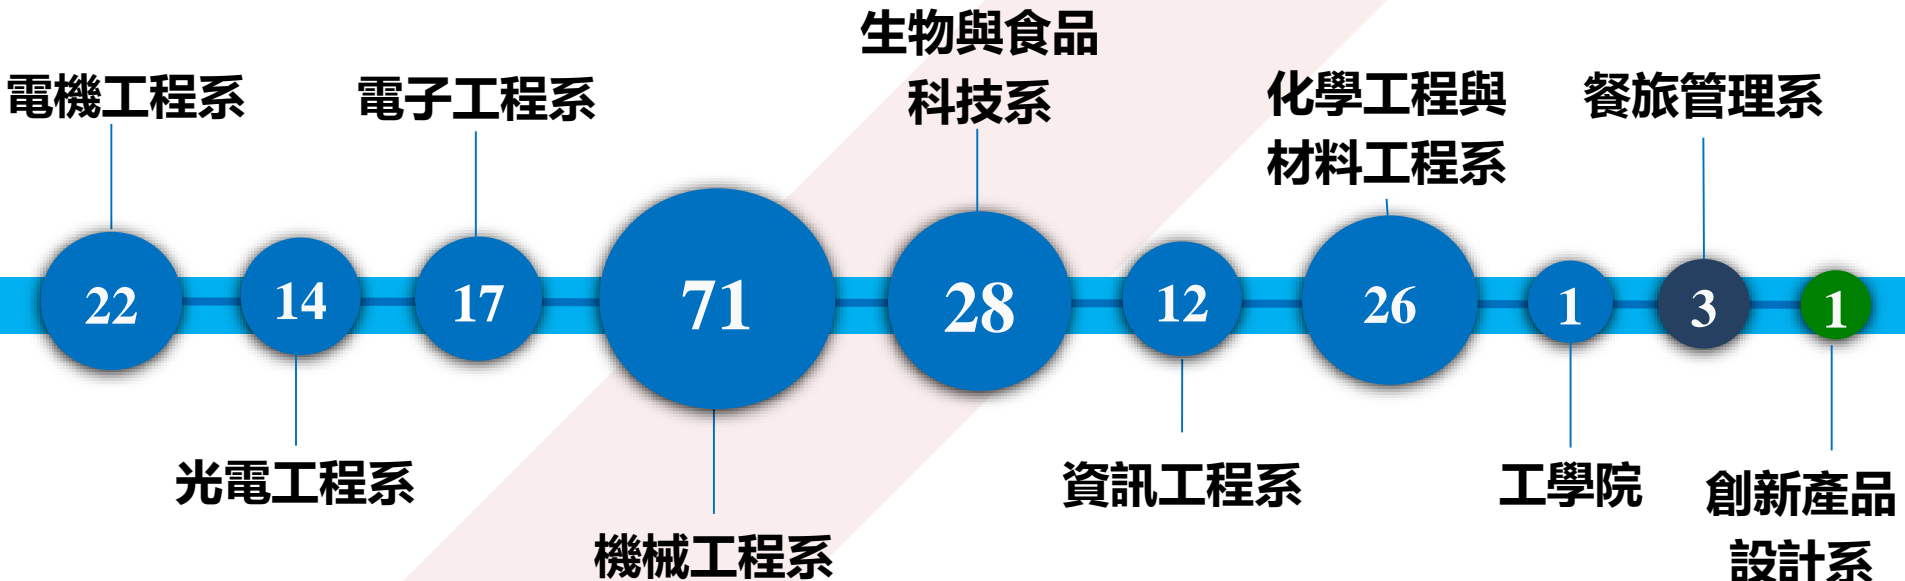 生物與食品
科技系
電機工程系
電子工程系
化學工程與
材料工程系
餐旅管理系
22
14
17
71
28
12
26
1
3
1
光電工程系
機械工程系
資訊工程系
工學院
創新產品
設計系